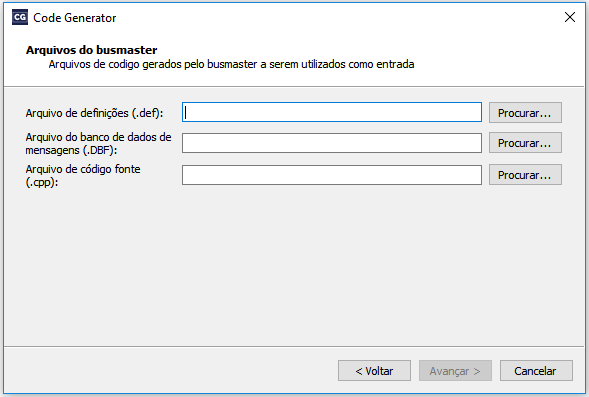 CG Code Generator
Arquivos do busmaster
Arquivos de codigo gerados pelo busmaster a serem utilizados como entrada
Arquivo de definições (.def):
Procurar...
Arquivo do banco de dados de
mensagens (.DBF):
Procurar...
Arquivo de código fonte
(.cpp):
Procurar...
< Voltar
Avançar >
Cancelar